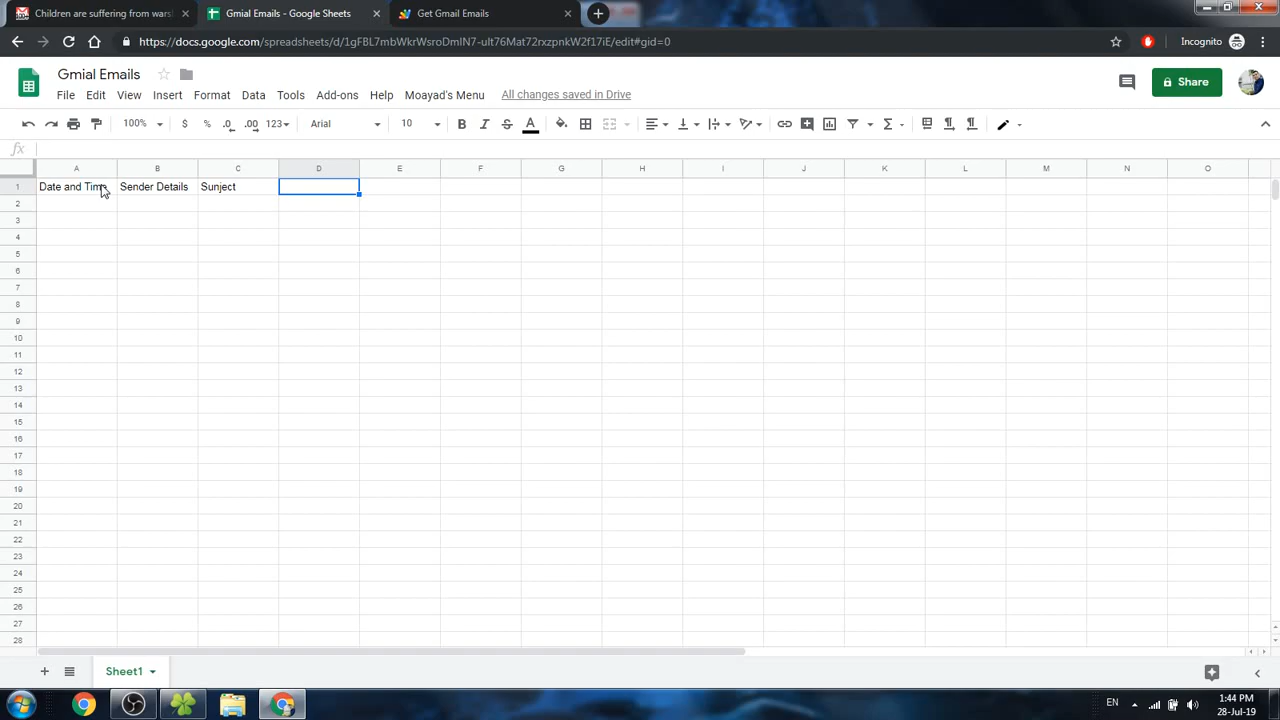 Children are suffering from wars
Gmial Emails - Google Sheets
Get Gmail Emails
https://docs.google.com/spreadsheets/d/1gFBL7mbWkrWsroDmIN7-ult76Mat72rxzpnkW2f17iE/edit#gid=0
Incognito
Gmial Emails
File Edit View Insert Format Data Tools Add-ons Help Moayad's Menu All changes saved in Drive
Share
100% $ % .0 .00 123 Arial 10 B I S A Σ
fx
A B C D E F G H I J K L M N O
1 Date and Time Sender Details Sunject
2
3
4
5
6
7
8
9
10
11
12
13
14
15
16
17
18
19
20
21
22
23
24
25
26
27
28
Sheet1
EN 1:44 PM
28-Jul-19